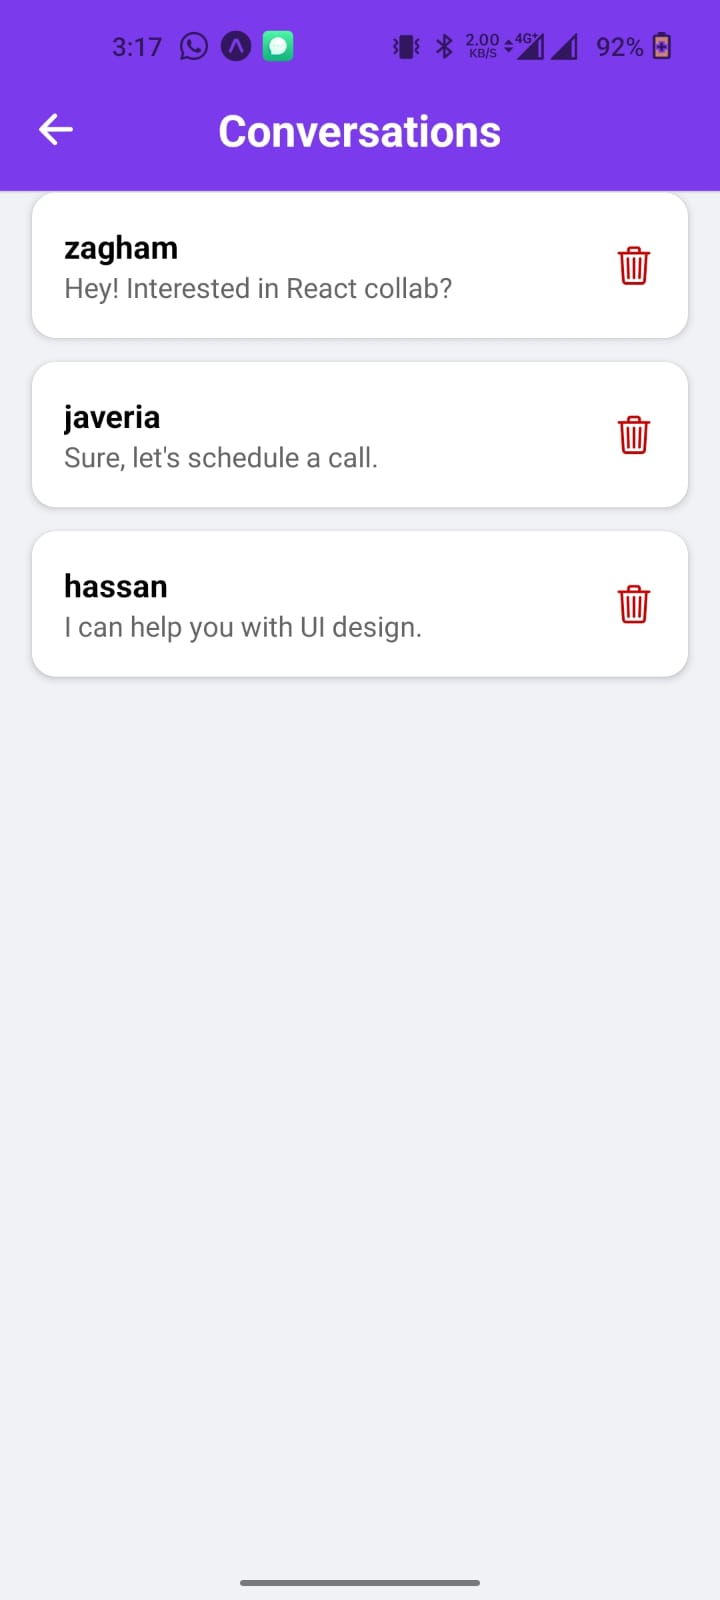 3:17 2.00 KB/S 4G+ 92%
Conversations
zagham
Hey! Interested in React collab?
javeria
Sure, let's schedule a call.
hassan
I can help you with UI design.